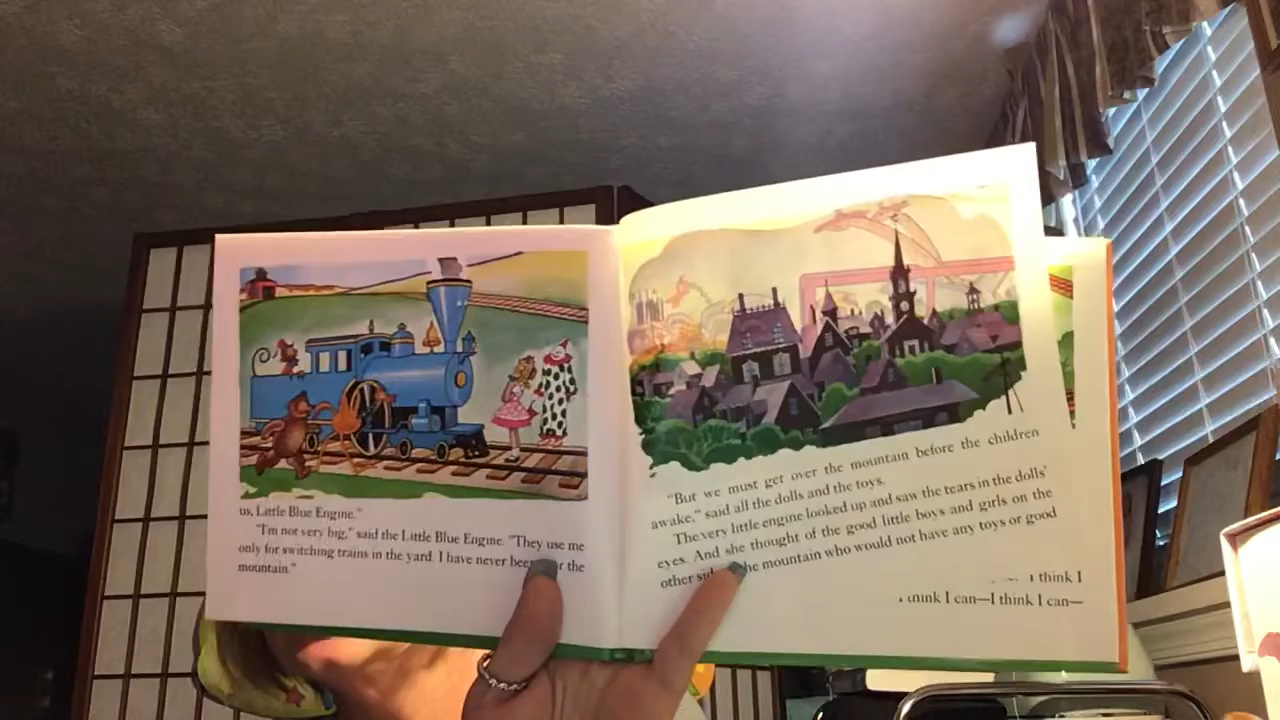 us, Little Blue Engine."
"I'm not very big," said the Little Blue Engine. "They use me
only for switching trains in the yard. I have never been the
mountain."
"But we must get over the mountain before the children
awake," said all the dolls and the toys.
The very little engine looked up and saw the tears in the dolls'
eyes. And she thought of the good little boys and girls on the
other the mountain who would not have any toys or good
I think I
think I can—I think I can—